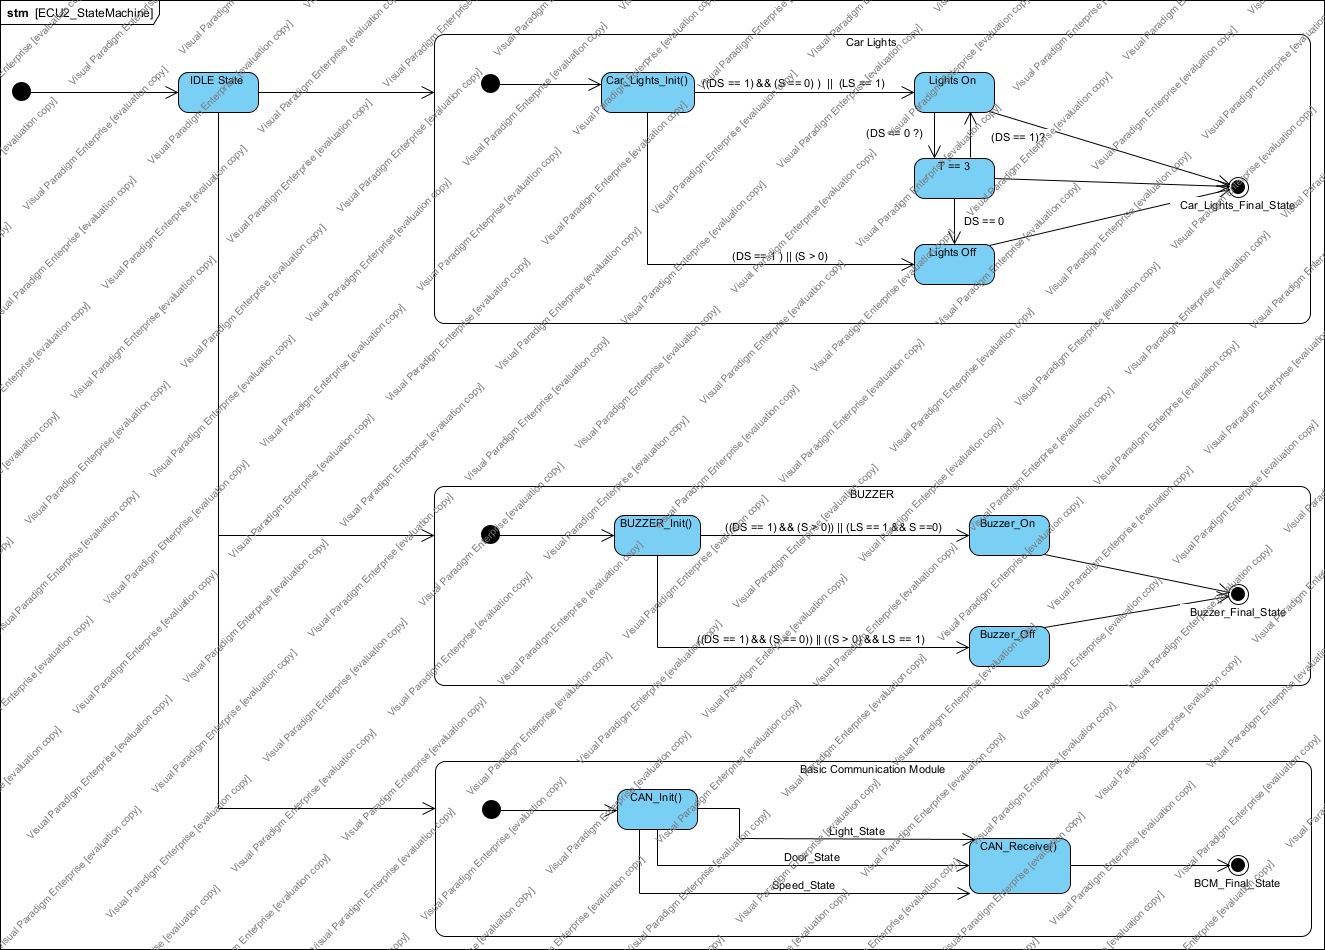 stm [ECU2_StateMachine]
IDLE State
Car Lights
Car_Lights_Init()
((DS == 1) && (S == 0) ) || (LS == 1)
Lights On
(DS == 0 ?)
(DS == 1)?
T == 3
Car_Lights_Final_State
DS == 0
(DS == 1 ) || (S > 0)
Lights Off
BUZZER
BUZZER_Init()
((DS == 1) && (S > 0)) || (LS == 1 && S ==0)
Buzzer_On
Buzzer_Final_State
((DS == 1) && (S == 0)) || ((S > 0) && LS == 1)
Buzzer_Off
Basic Communication Module
CAN_Init()
Light_State
CAN_Receive()
Door_State
Speed_State
BCM_Final_State
Visual Paradigm Enterprise [evaluation copy]